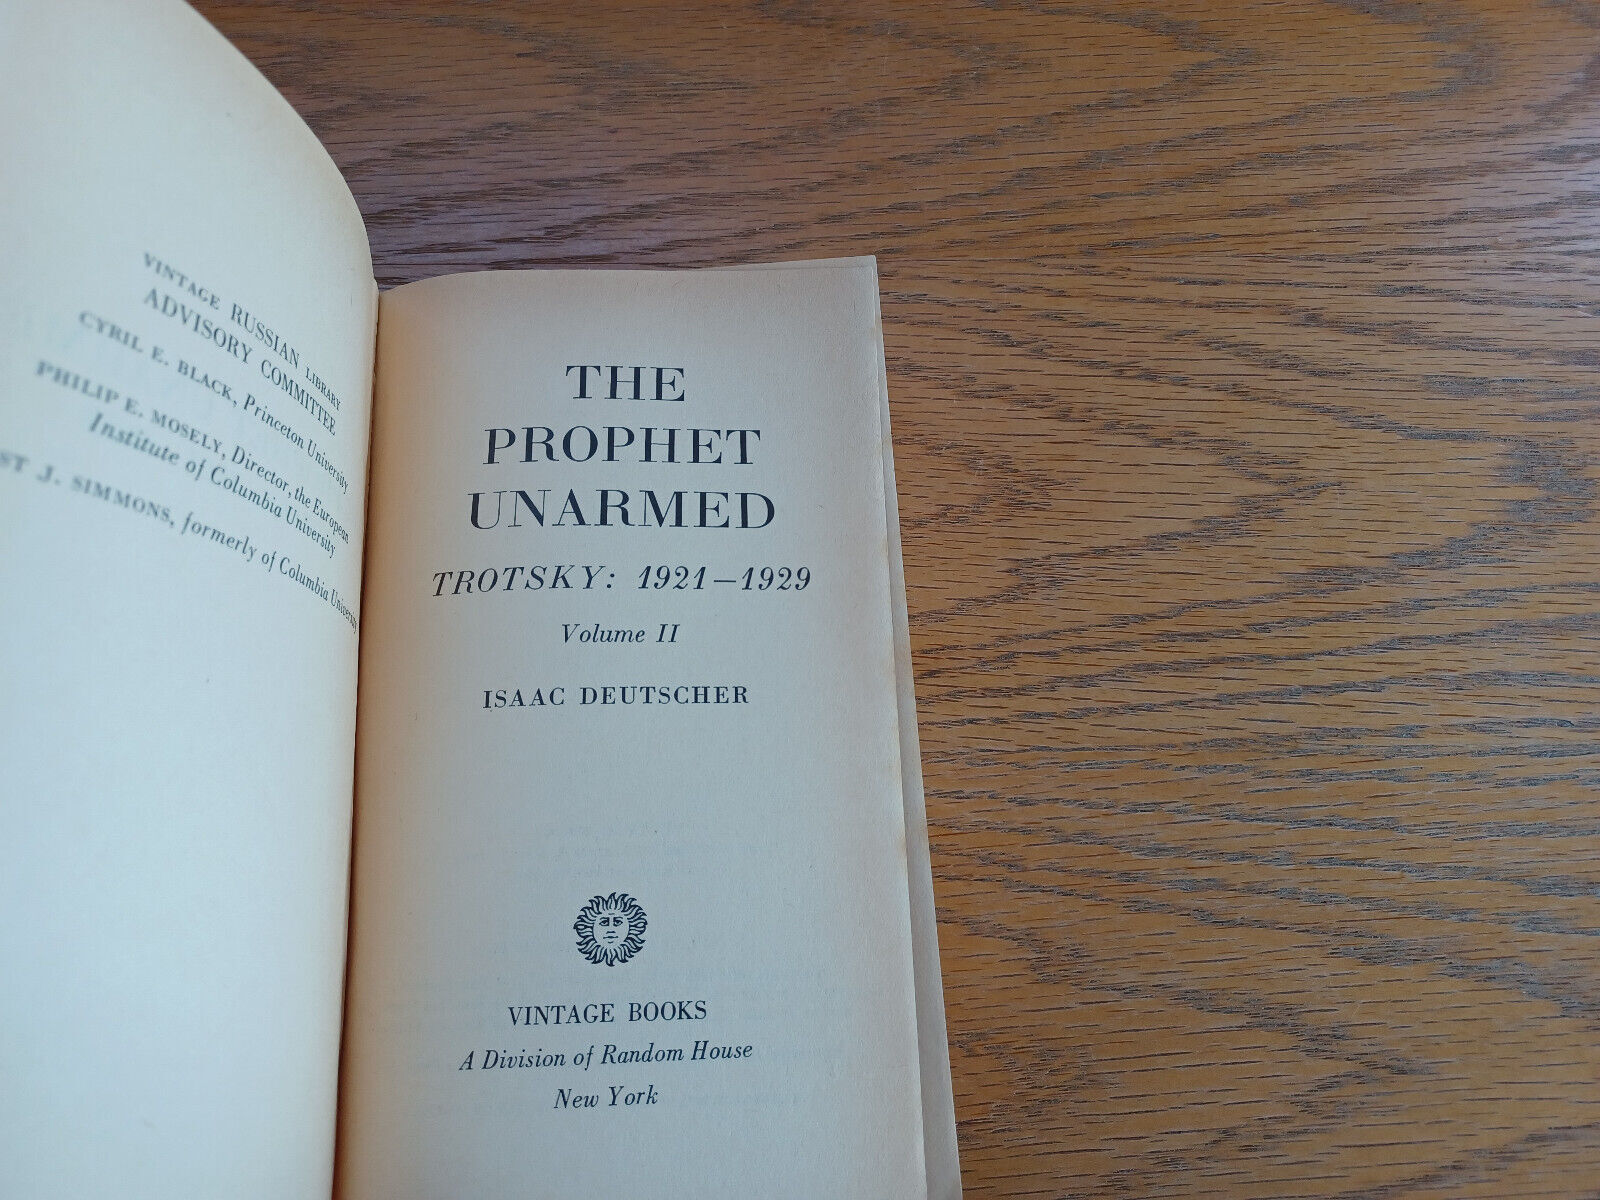 VINTAGE RUSSIAN LIBRARY
ADVISORY COMMITTEE
CYRIL E. BLACK, Princeton University
PHILIP E. MOSELY, Director, the European
Institute of Columbia University
ST J. SIMMONS, formerly of Columbia University
THE
PROPHET
UNARMED
TROTSKY: 1921–1929
Volume II
ISAAC DEUTSCHER
VINTAGE BOOKS
A Division of Random House
New York